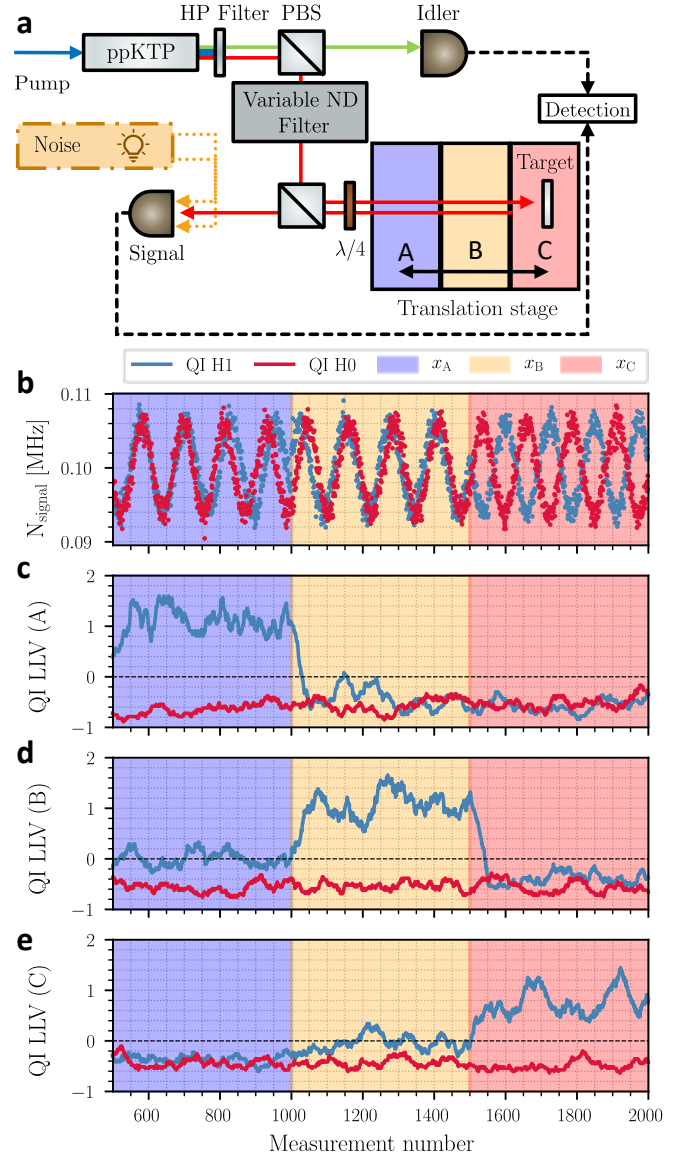 a
HP Filter
PBS
Idler
ppKTP
Pump
Variable ND
Filter
Detection
Noise
Target
Signal
λ/4
A
B
C
Translation stage
QI H1
QI H0
x_A
x_B
x_C
b
N_signal [MHz]
0.11
0.10
0.09
c
QI LLV (A)
2
1
0
−1
d
QI LLV (B)
2
1
0
−1
e
QI LLV (C)
2
1
0
−1
600
800
1000
1200
1400
1600
1800
2000
Measurement number